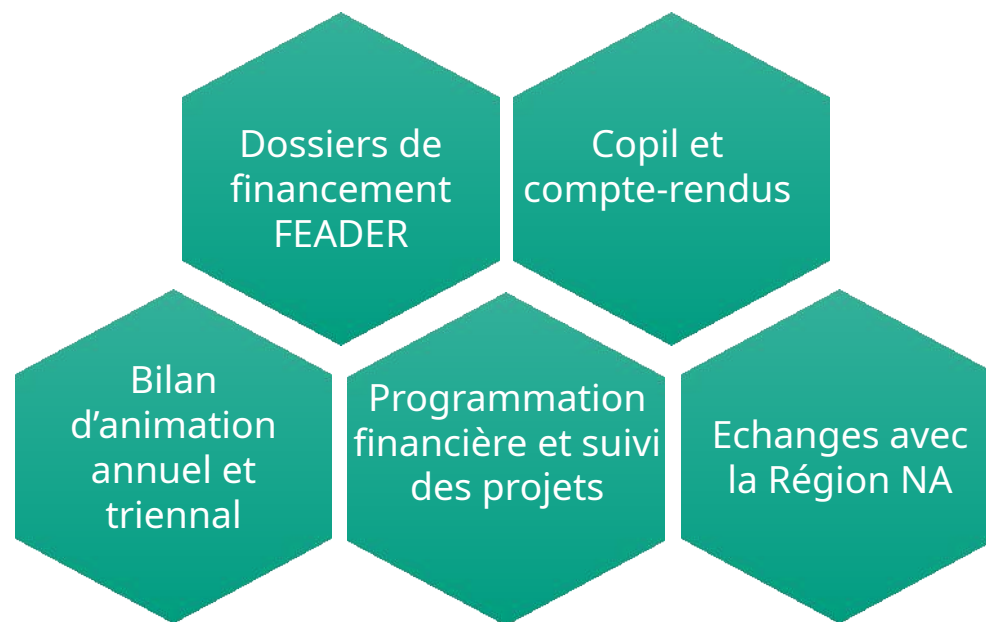 Dossiers de
financement
FEADER
Copil et
compte-rendus
Bilan
d’animation
annuel et
triennal
Programmation
financière et suivi
des projets
Echanges avec
la Région NA